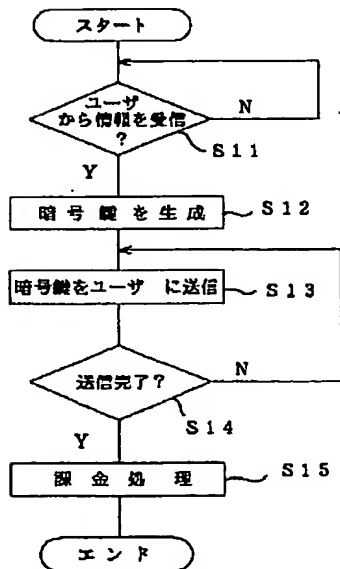 スタート
ユーザ
から情報を受信
?
N
S11
Y
暗号鍵を生成
S12
暗号鍵をユーザ に送信
S13
送信完了?
N
S14
Y
課金処理
S15
エンド